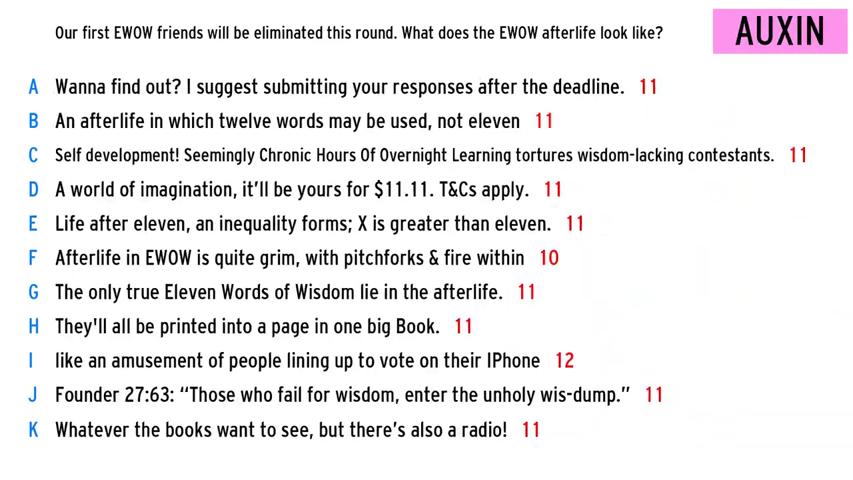 Our first EWOW friends will be eliminated this round. What does the EWOW afterlife look like?
AUXIN
A Wanna find out? I suggest submitting your responses after the deadline. 11
B An afterlife in which twelve words may be used, not eleven 11
C Self development! Seemingly Chronic Hours Of Overnight Learning tortures wisdom-lacking contestants. 11
D A world of imagination, it’ll be yours for $11.11. T&Cs apply. 11
E Life after eleven, an inequality forms; X is greater than eleven. 11
F Afterlife in EWOW is quite grim, with pitchforks & fire within 10
G The only true Eleven Words of Wisdom lie in the afterlife. 11
H They'll all be printed into a page in one big Book. 11
I like an amusement of people lining up to vote on their IPhone 12
J Founder 27:63: “Those who fail for wisdom, enter the unholy wis-dump.” 11
K Whatever the books want to see, but there’s also a radio! 11